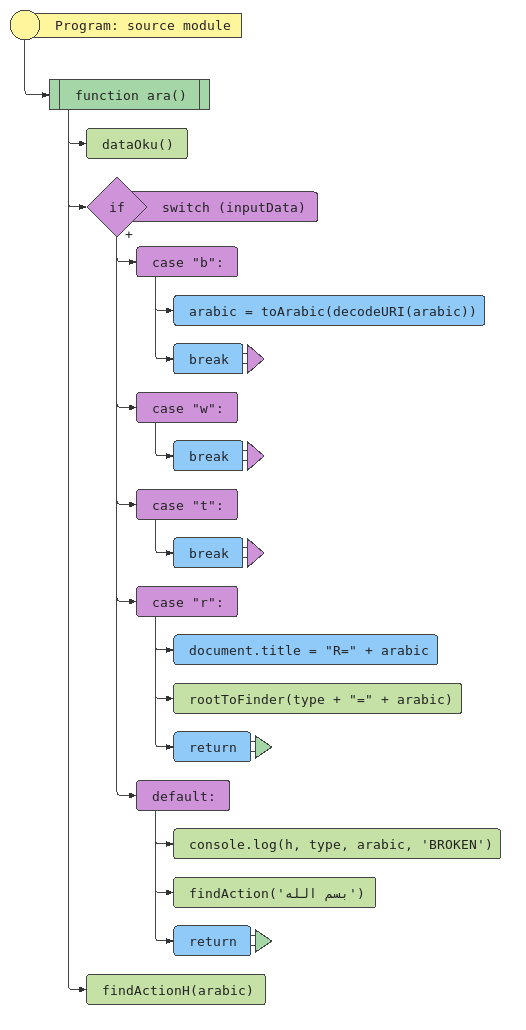 Program: source module
function ara()
dataOku()
if switch (inputData)
+
case "b":
arabic = toArabic(decodeURI(arabic))
break
case "w":
break
case "t":
break
case "r":
document.title = "R=" + arabic
rootToFinder(type + "=" + arabic)
return
default:
console.log(h, type, arabic, 'BROKEN')
findAction('بسم الله')
return
findActionH(arabic)